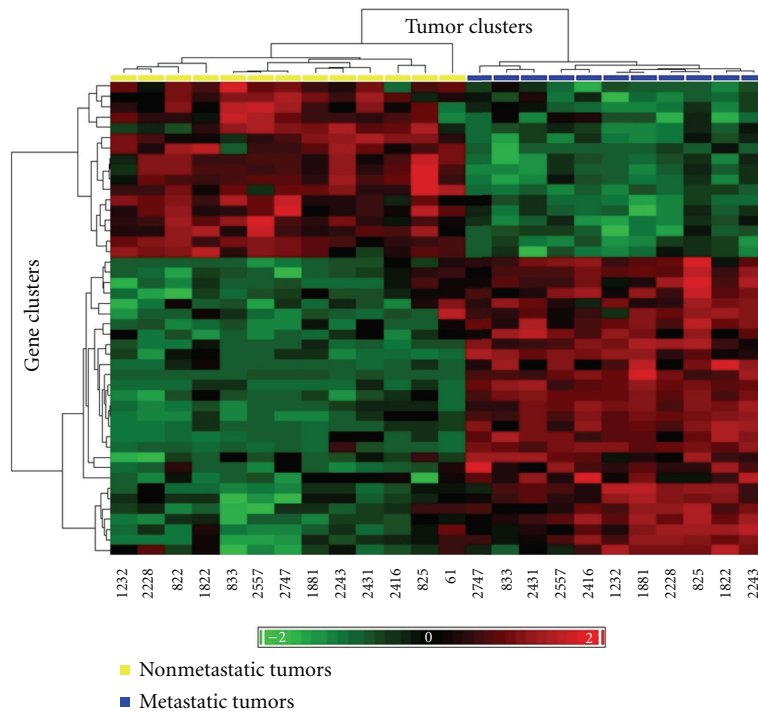 Tumor clusters
Gene clusters
1232 2228 822 1822 833 2557 2747 1881 2243 2431 2416 825 61 2747 833 2431 2557 2416 1232 1881 2228 825 1822 2243
−2 0 2
Nonmetastatic tumors
Metastatic tumors